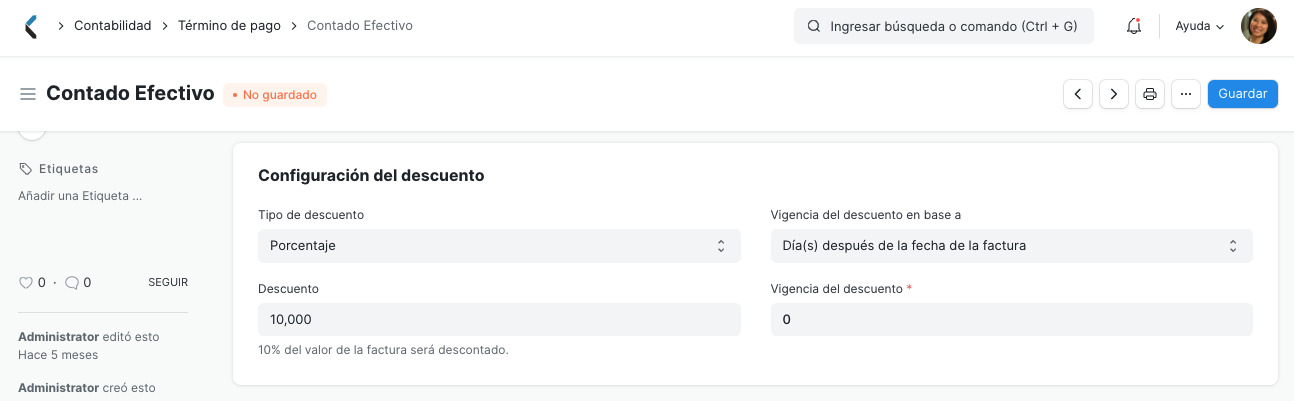 Contabilidad > Término de pago > Contado Efectivo
Ingresar búsqueda o comando (Ctrl + G)
Ayuda
Contado Efectivo
• No guardado
...
Guardar
Etiquetas
Añadir una Etiqueta ...
0 · 0
SEGUIR
Administrator editó esto
Hace 5 meses
Administrator creó esto
Configuración del descuento
Tipo de descuento
Porcentaje
Vigencia del descuento en base a
Día(s) después de la fecha de la factura
Descuento
10,000
10% del valor de la factura será descontado.
Vigencia del descuento *
0